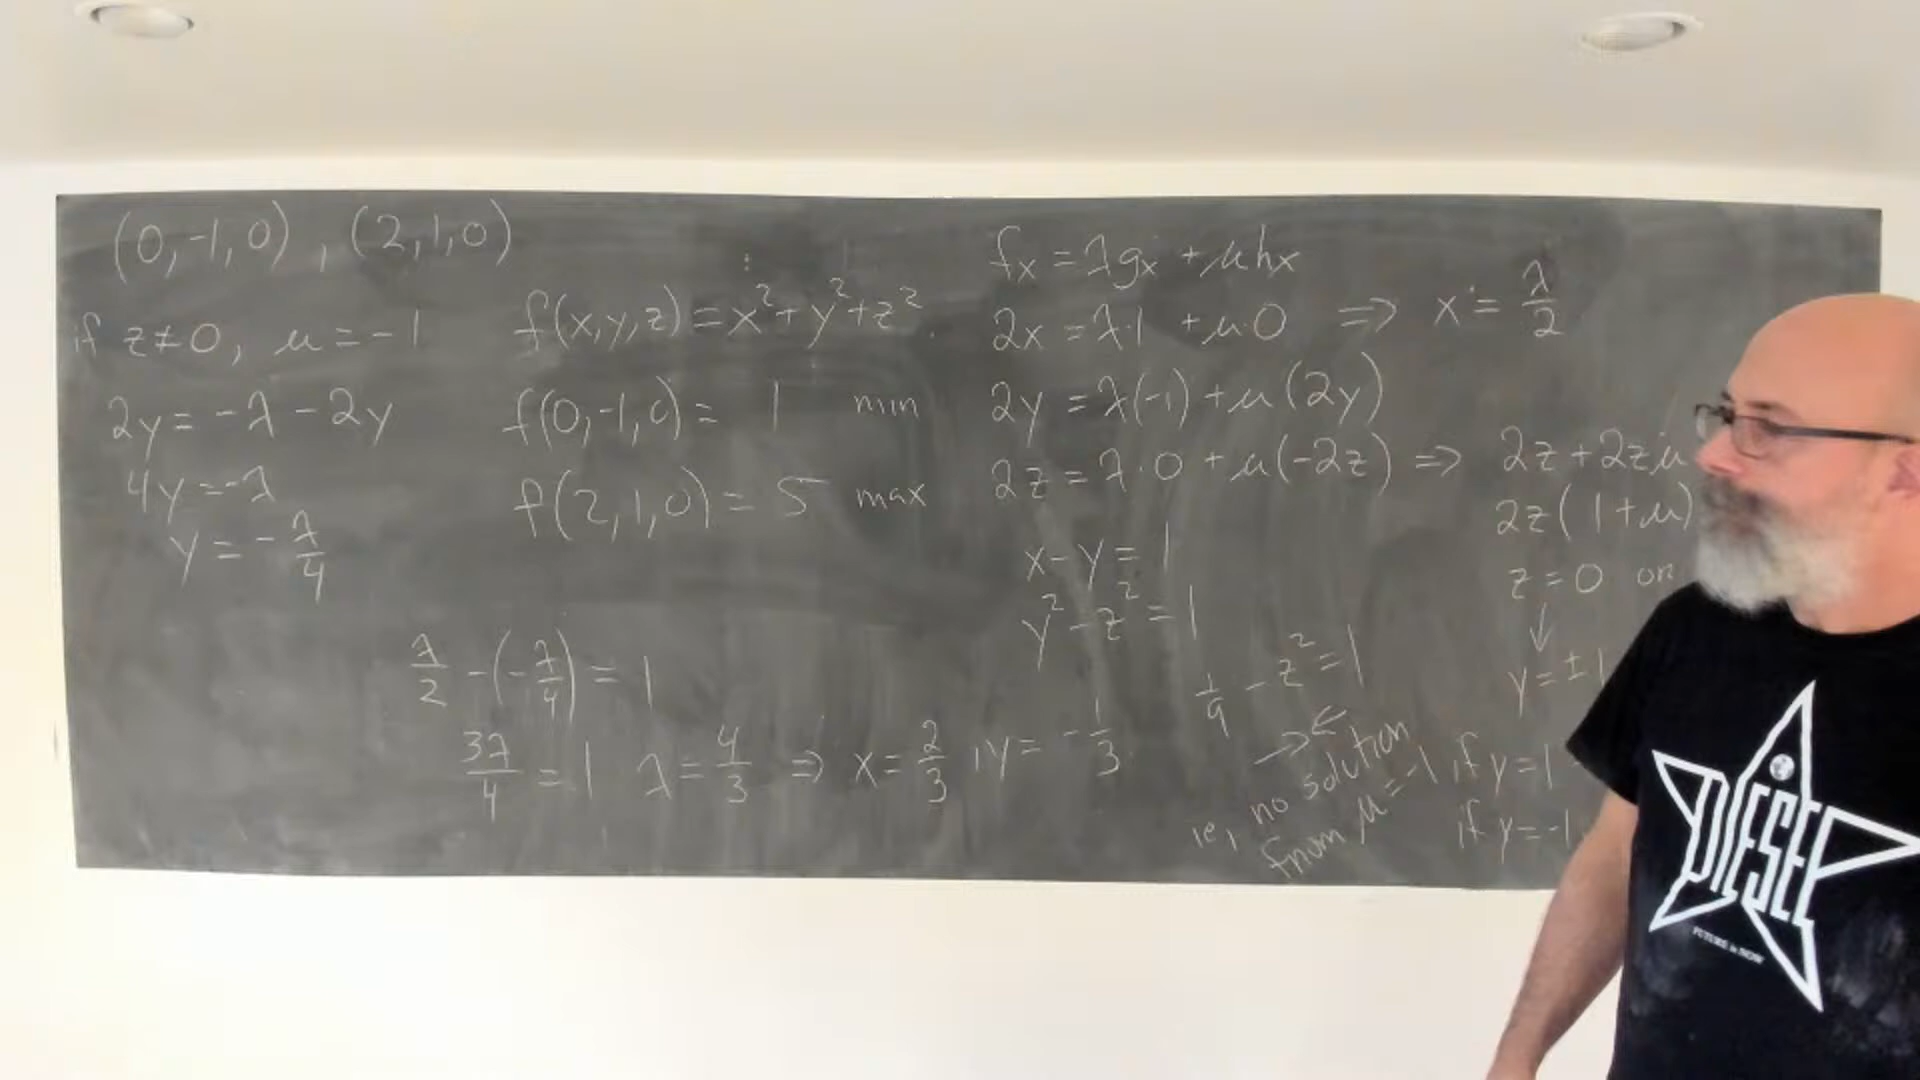 (0,-1,0) , (2,1,0)
if z≠0, μ=-1
2y = -λ - 2y
4y = -λ
y = -λ/4
f(x,y,z) = x²+y²+z²
f(0,-1,0) = 1 min
f(2,1,0) = 5 max
λ/2 - (-λ/4) = 1
3λ/4 = 1 λ = 4/3 ⇒ x = 2/3 , y = -1/3
fx = λgx + μhx
2x = λ·1 + μ·0 ⇒ x = λ/2
2y = λ(-1) + μ(2y)
2z = λ·0 + μ(-2z) ⇒ 2z+2zμ
2z(1+μ)
z=0 or
↓
y=±1
x-y=1
y²-z²=1
1/9 - z² = 1
→←
ie, no solution
from μ=-1
if y=1
if y=-1
DIESEL
FUTURE is NOW